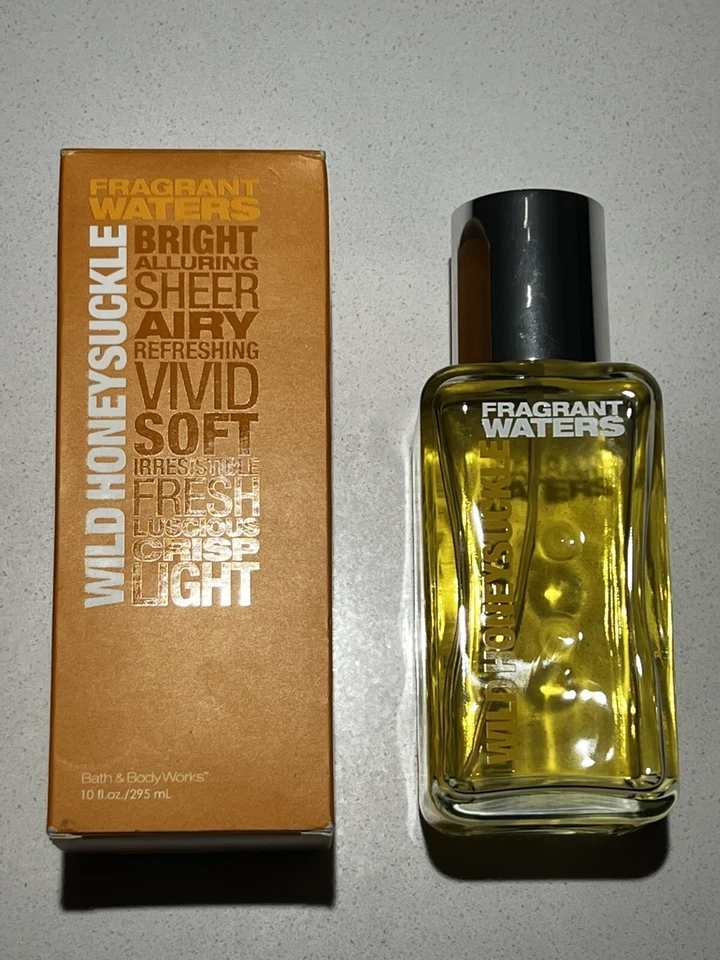 FRAGRANT
WATERS
WILD HONEYSUCKLE
BRIGHT
ALLURING
SHEER
AIRY
REFRESHING
VIVID
SOFT
IRRESISTIBLE
FRESH
LUSCIOUS
CRISP
LIGHT
Bath & Body Works™
10 fl.oz./295 mL
FRAGRANT
WATERS
WILD HONEYSUCKLE